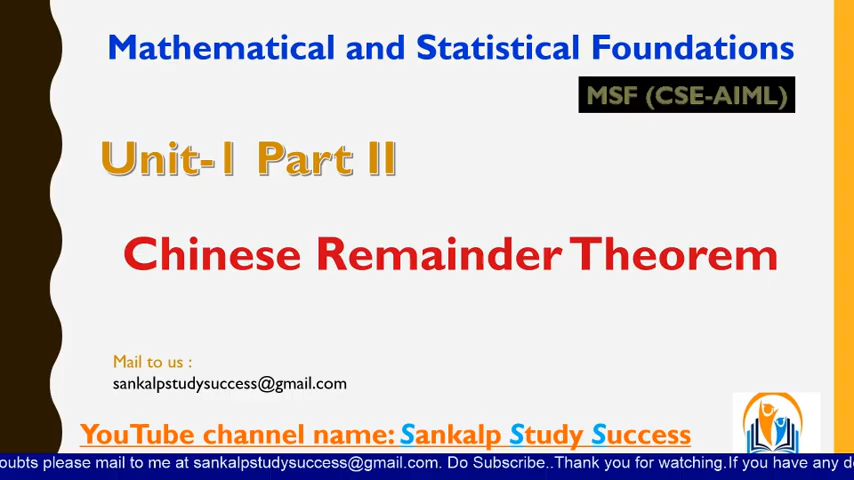 Mathematical and Statistical Foundations
MSF (CSE-AIML)
Unit-1 Part II
Chinese Remainder Theorem
Mail to us :
sankalpstudysuccess@gmail.com
YouTube channel name: Sankalp Study Success
oubts please mail to me at sankalpstudysuccess@gmail.com. Do Subscribe..Thank you for watching.If you have any do